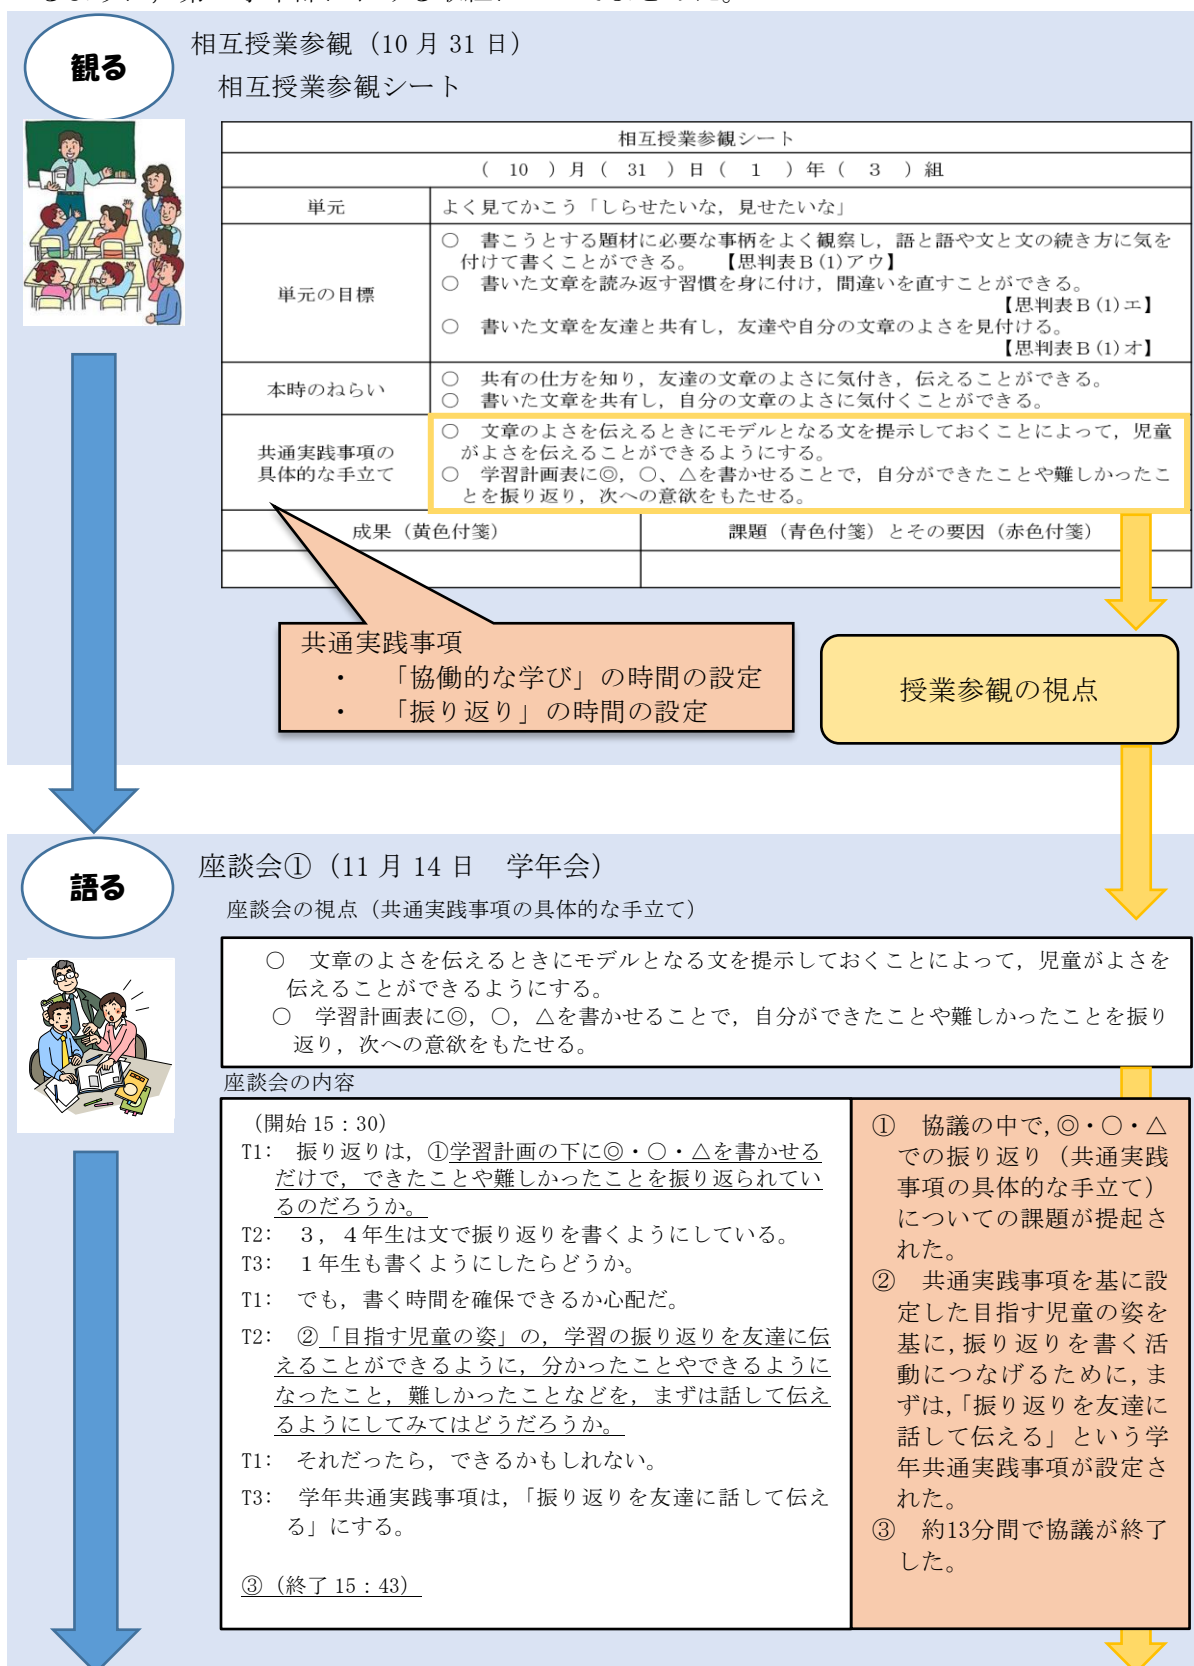 観る
相互授業参観（10 月 31 日）
相互授業参観シート
相互授業参観シート
（　10　）月（　31　）日（　1　）年（　3　）組
単元
よく見てかこう「しらせたいな，見せたいな」
単元の目標
○　書こうとする題材に必要な事柄をよく観察し，語と語や文と文の続き方に気を
付けて書くことができる。　【思判表Ｂ(1)アウ】
○　書いた文章を読み返す習慣を身に付け，間違いを直すことができる。
【思判表Ｂ(1)エ】
○　書いた文章を友達と共有し，友達や自分の文章のよさを見付ける。
【思判表Ｂ(1)オ】
本時のねらい
○　共有の仕方を知り，友達の文章のよさに気付き，伝えることができる。
○　書いた文章を共有し，自分の文章のよさに気付くことができる。
共通実践事項の
具体的な手立て
○　文章のよさを伝えるときにモデルとなる文を提示しておくことによって，児童
がよさを伝えることができるようにする。
○　学習計画表に◎，○、△を書かせることで，自分ができたことや難しかったこ
とを振り返り，次への意欲をもたせる。
成果（黄色付箋）
課題（青色付箋）とその要因（赤色付箋）
共通実践事項
・　「協働的な学び」の時間の設定
・　「振り返り」の時間の設定
授業参観の視点
語る
座談会①（11 月 14 日　学年会）
座談会の視点（共通実践事項の具体的な手立て）
○　文章のよさを伝えるときにモデルとなる文を提示しておくことによって，児童がよさを
伝えることができるようにする。
○　学習計画表に◎，○，△を書かせることで，自分ができたことや難しかったことを振り
返り，次への意欲をもたせる。
座談会の内容
（開始 15：30）
T1:　振り返りは，①学習計画の下に◎・○・△を書かせる
だけで，できたことや難しかったことを振り返られてい
るのだろうか。
T2:　３，４年生は文で振り返りを書くようにしている。
T3:　１年生も書くようにしたらどうか。
T1:　でも，書く時間を確保できるか心配だ。
T2:　②「目指す児童の姿」の，学習の振り返りを友達に伝
えることができるように，分かったことやできるように
なったこと，難しかったことなどを，まずは話して伝え
るようにしてみてはどうだろうか。
T1:　それだったら，できるかもしれない。
T3:　学年共通実践事項は，「振り返りを友達に話して伝え
る」にする。
③（終了 15：43）
①　協議の中で，◎・○・△
での振り返り（共通実践
事項の具体的な手立て）
についての課題が提起さ
れた。
②　共通実践事項を基に設
定した目指す児童の姿を
基に，振り返りを書く活
動につなげるために，ま
ずは，「振り返りを友達に
話して伝える」という学
年共通実践事項が設定さ
れた。
③　約13分間で協議が終了
した。